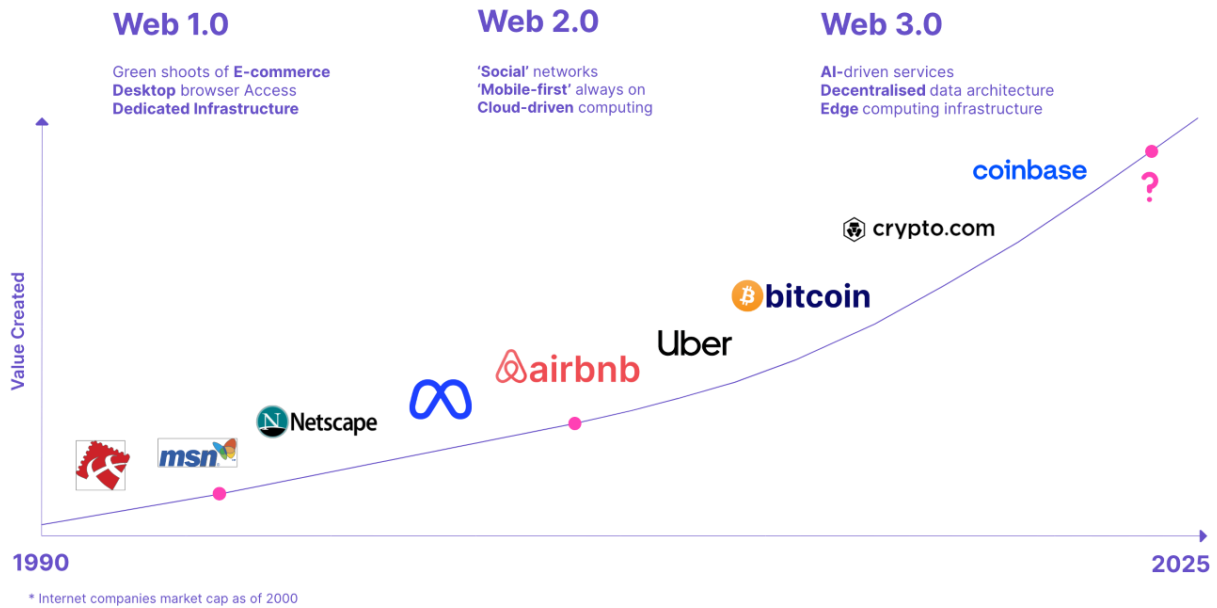 Web 1.0
Green shoots of E-commerce
Desktop browser Access
Dedicated Infrastructure
Web 2.0
‘Social’ networks
‘Mobile-first’ always on
Cloud-driven computing
Web 3.0
AI-driven services
Decentralised data architecture
Edge computing infrastructure
Value Created
coinbase
?
crypto.com
bitcoin
Uber
airbnb
N Netscape
msn
1990
2025
* Internet companies market cap as of 2000